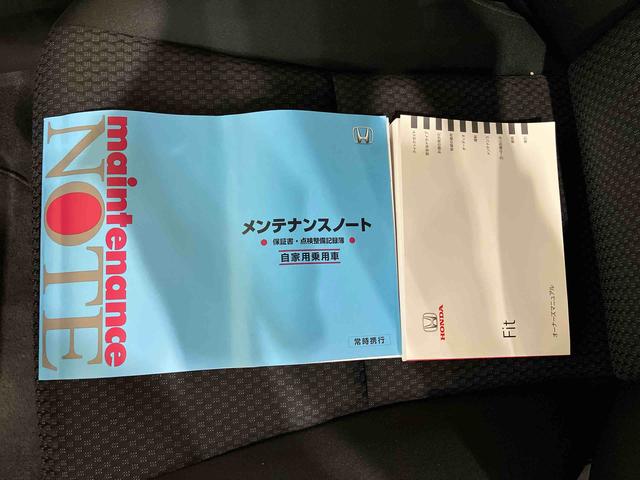 maintenance
NOTE
メンテナンスノート
保証書・点検整備記録簿
自家用乗用車
常時携行
HONDA
Fit
オーナーズマニュアル